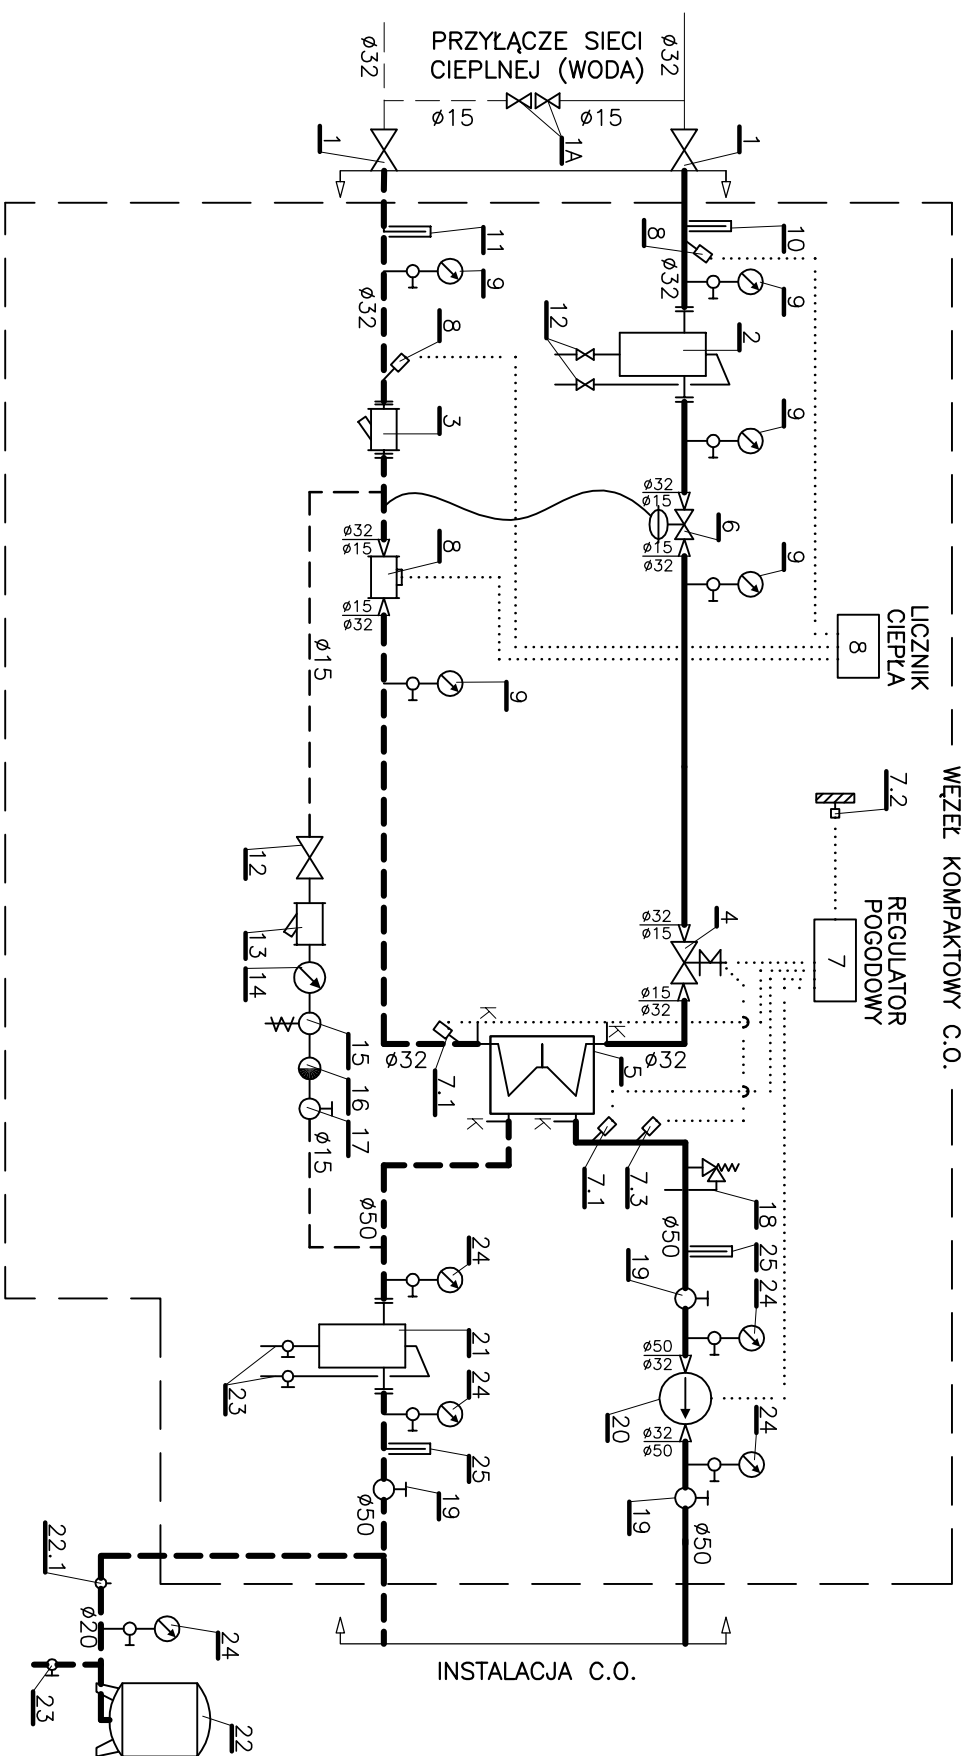 PRZYŁĄCZE SIECI
CIEPLNEJ (WODA)
ø32
ø32
ø15
ø15
1A
1
1
10
8
ø32
9
11
9
ø32
2
12
8
3
9
ø32
ø15
6
ø15
ø32
9
ø32
ø15
8
ø15
ø32
9
LICZNIK
CIEPŁA
8
WĘZEŁ KOMPAKTOWY C.O.
7.2
REGULATOR
POGODOWY
7
4
ø32
ø15
ø15
ø32
ø15
12
13
14
15
16
17
ø15
K
K
K
K
5
ø32
ø32
7.1
7.1
7.3
18
ø50
25
19
24
ø50
ø32
20
ø32
ø50
24
19
ø50
ø50
24
21
23
24
25
19
ø50
22.1
ø20
24
23
22
INSTALACJA C.O.